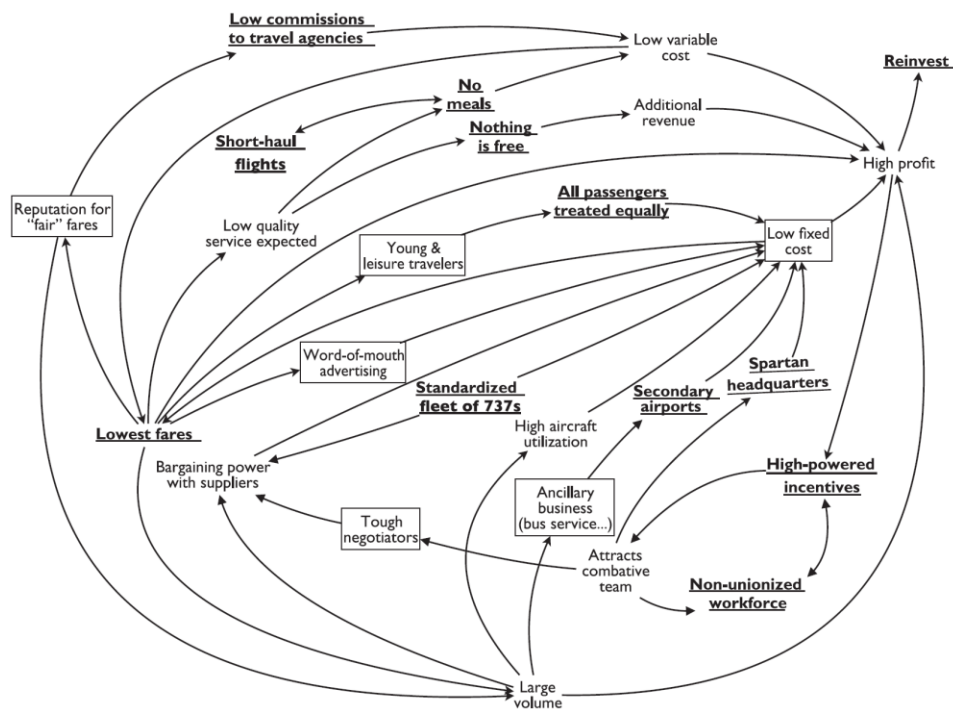 Low commissions
to travel agencies
Low variable
cost
Reinvest
No
meals
Additional
revenue
Short-haul
flights
Nothing
is free
High profit
Reputation for
“fair” fares
Low quality
service expected
All passengers
treated equally
Young &
leisure travelers
Low fixed
cost
Word-of-mouth
advertising
Spartan
headquarters
Standardized
fleet of 737s
Secondary
airports
Lowest fares
High aircraft
utilization
Bargaining power
with suppliers
High-powered
incentives
Ancillary
business
(bus service...)
Tough
negotiators
Attracts
combative
team
Non-unionized
workforce
Large
volume